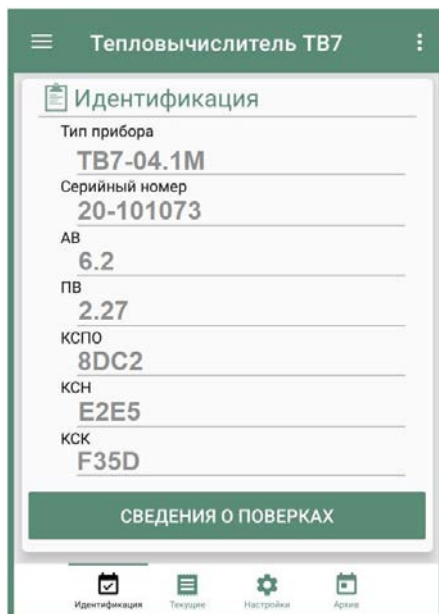 Тепловычислитель ТВ7
Идентификация
Тип прибора
ТВ7-04.1М
Серийный номер
20-101073
АВ
6.2
ПВ
2.27
КСПО
8DC2
КСН
E2E5
КСК
F35D
СВЕДЕНИЯ О ПОВЕРКАХ
Идентификация Текущие Настройки Архив